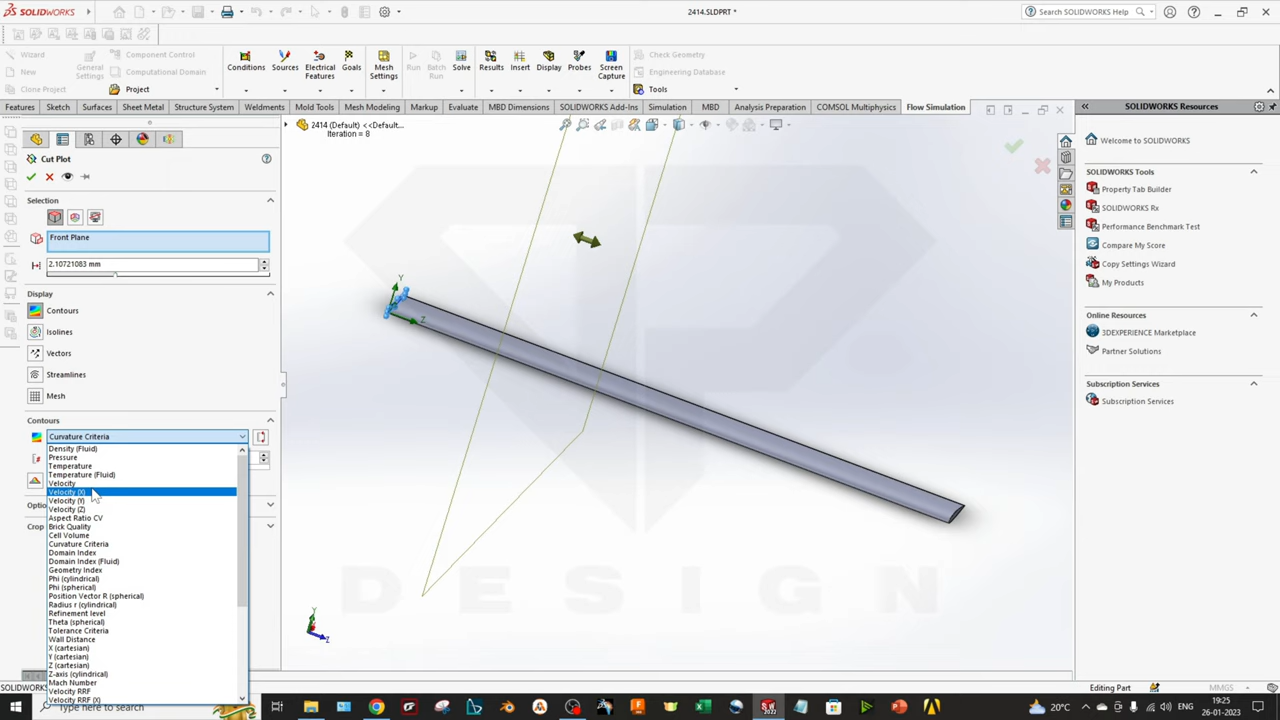 SOLIDWORKS
2414.SLDPRT *
Search SOLIDWORKS Help
Wizard
New
Clone Project
General Settings
Component Control
Computational Domain
Project
Conditions
Sources
Electrical Features
Goals
Mesh Settings
Run
Batch Run
Solve
Results
Insert
Display
Probes
Screen Capture
Check Geometry
Engineering Database
Tools
Features
Sketch
Surfaces
Sheet Metal
Structure System
Weldments
Mold Tools
Mesh Modeling
Markup
Evaluate
MBD Dimensions
SOLIDWORKS Add-Ins
Simulation
MBD
Analysis Preparation
COMSOL Multiphysics
Flow Simulation
SOLIDWORKS Resources
2414 (Default) <<Default...
Iteration = 8
Cut Plot
Selection
Front Plane
2.10721083 mm
Display
Contours
Isolines
Vectors
Streamlines
Mesh
Contours
Curvature Criteria
Density (Fluid)
Pressure
Temperature
Temperature (Fluid)
Velocity
Velocity (X)
Velocity (Y)
Velocity (Z)
Aspect Ratio CV
Brick Quality
Cell Volume
Curvature Criteria
Domain Index
Domain Index (Fluid)
Geometry Index
Phi (cylindrical)
Phi (spherical)
Position Vector R (spherical)
Radius r (cylindrical)
Refinement level
Theta (spherical)
Tolerance Criteria
Wall Distance
X (cartesian)
Y (cartesian)
Z (cartesian)
Z-axis (cylindrical)
Mach Number
Velocity RRF
Velocity RRF (X)
Optio
Crop
Y
Z
Y
Z
DESIGN
Welcome to SOLIDWORKS
SOLIDWORKS Tools
Property Tab Builder
SOLIDWORKS Rx
Performance Benchmark Test
Compare My Score
Copy Settings Wizard
My Products
Online Resources
3DEXPERIENCE Marketplace
Partner Solutions
Subscription Services
Subscription Services
SOLIDWORKS
Editing Part
MMGS
Type here to search
20°C
ENG
19:25
26-01-2023